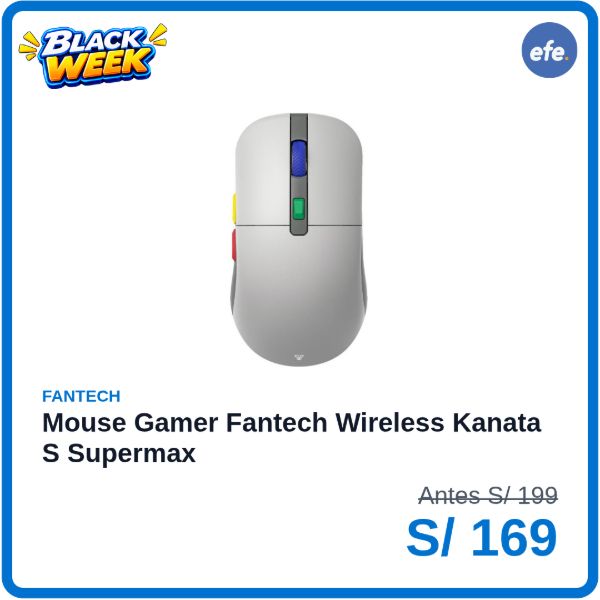 BLACK
WEEK
efe.
FANTECH
Mouse Gamer Fantech Wireless Kanata
S Supermax
Antes S/ 199
S/ 169